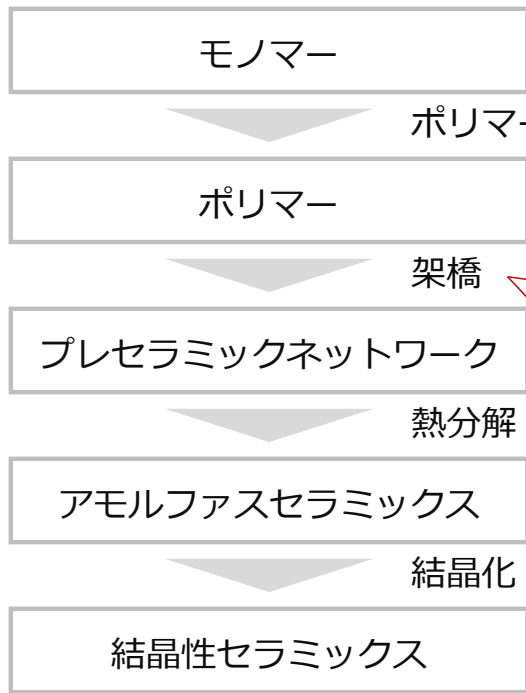 モノマー
ポリマー
ポリマー
架橋
プレセラミックネットワーク
熱分解
アモルファスセラミックス
結晶化
結晶性セラミックス